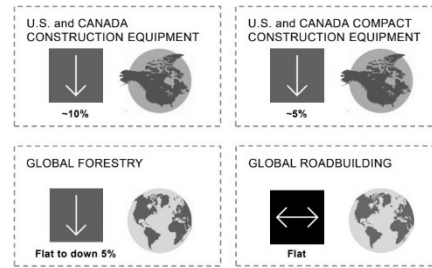 U.S. and CANADA
CONSTRUCTION EQUIPMENT
~10%
U.S. and CANADA COMPACT
CONSTRUCTION EQUIPMENT
~5%
GLOBAL FORESTRY
Flat to down 5%
GLOBAL ROADBUILDING
Flat